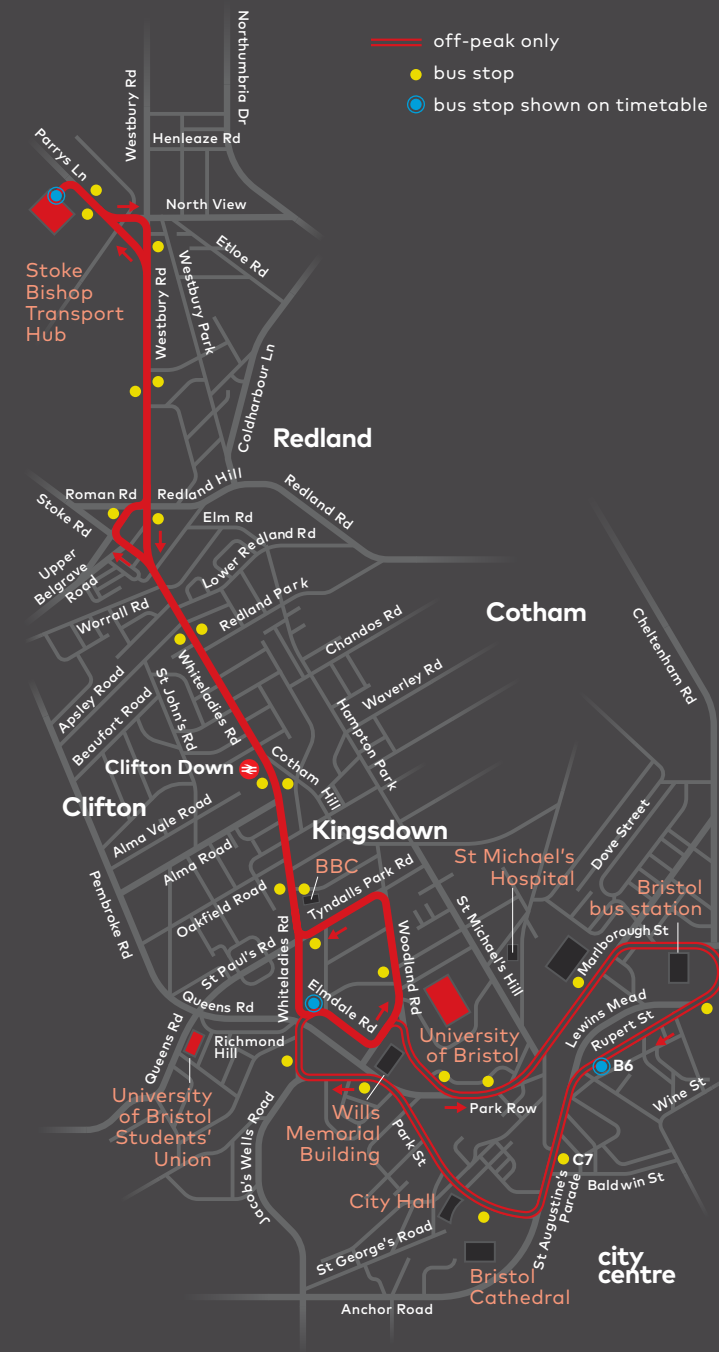 off-peak only
bus stop
bus stop shown on timetable
Northumbria Dr
Westbury Rd
Henleaze Rd
Parrys Ln
North View
Etloe Rd
Stoke
Bishop
Transport
Hub
Westbury Rd
Westbury Park
Coldharbour Ln
Redland
Roman Rd
Redland Hill
Redland Rd
Stoke Rd
Elm Rd
Lower Redland Rd
Upper
Belgrave
Road
Redland Park
Worrall Rd
Cotham
Chandos Rd
Cheltenham Rd
Whiteladies Rd
St John's Rd
Apsley Road
Waverley Rd
Beaufort Road
Hampton Park
Clifton Down
Cotham Hill
Clifton
Alma Vale Road
Kingsdown
Dove Street
Alma Road
BBC
St Michael's
Hospital
Tyndalls Park Rd
Bristol
bus station
Pembroke Rd
Oakfield Road
Marlborough St
St Michael's Hill
Woodland Rd
St Paul's Rd
Whiteladies Rd
Elmdale Rd
Queens Rd
Lewins Mead
Rupert St
Queens Rd
Richmond
Hill
University
of Bristol
B6
University
of Bristol
Students'
Union
Wills
Memorial
Building
Park Row
Wine St
Park St
Jacob's Wells Road
C7
Baldwin St
St Augustine's
Parade
City Hall
St George's Road
city
centre
Bristol
Cathedral
Anchor Road